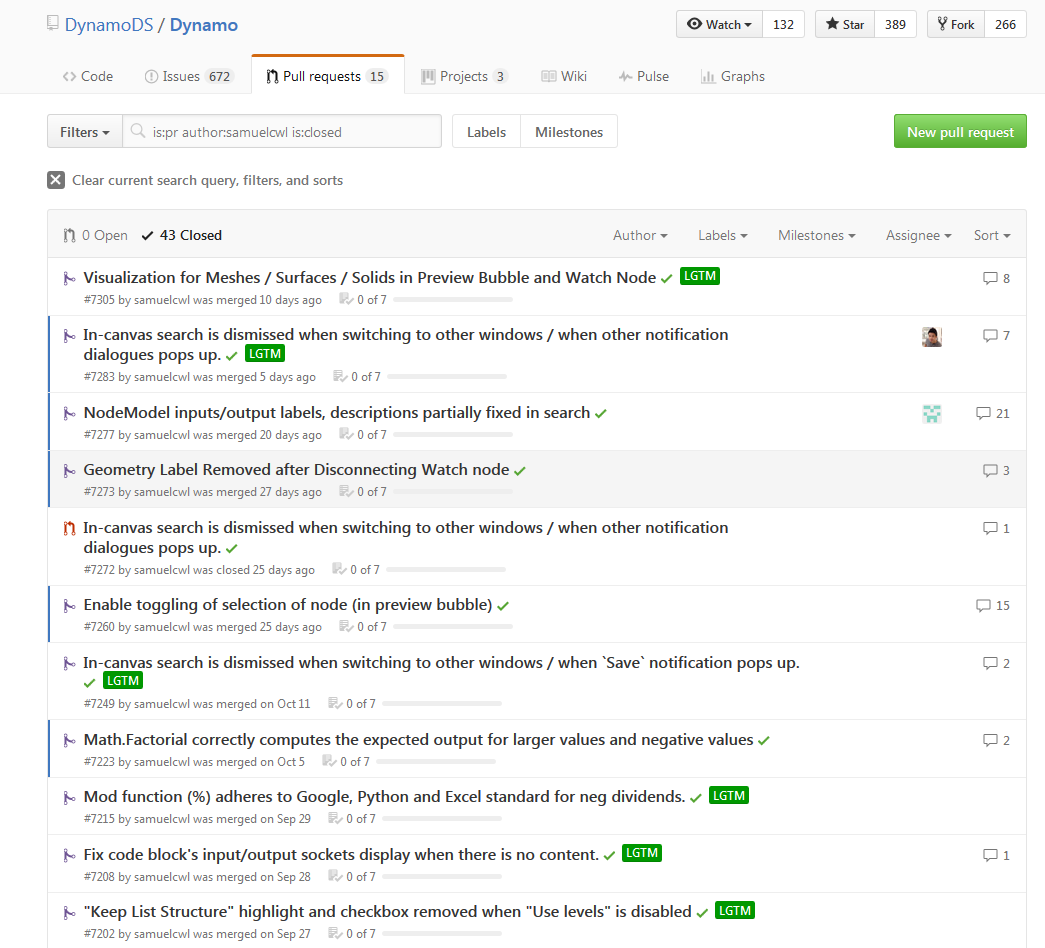 DynamoDS / Dynamo
Watch 132 Star 389 Fork 266
Code Issues 672 Pull requests 15 Projects 3 Wiki Pulse Graphs
Filters is:pr author:samuelcwl is:closed Labels Milestones New pull request
Clear current search query, filters, and sorts
0 Open 43 Closed Author Labels Milestones Assignee Sort
Visualization for Meshes / Surfaces / Solids in Preview Bubble and Watch Node LGTM 8
#7305 by samuelcwl was merged 10 days ago 0 of 7
In-canvas search is dismissed when switching to other windows / when other notification 7
dialogues pops up. LGTM
#7283 by samuelcwl was merged 5 days ago 0 of 7
NodeModel inputs/output labels, descriptions partially fixed in search 21
#7277 by samuelcwl was merged 20 days ago 0 of 7
Geometry Label Removed after Disconnecting Watch node 3
#7273 by samuelcwl was merged 27 days ago 0 of 7
In-canvas search is dismissed when switching to other windows / when other notification 1
dialogues pops up.
#7272 by samuelcwl was closed 25 days ago 0 of 7
Enable toggling of selection of node (in preview bubble) 15
#7260 by samuelcwl was merged 25 days ago 0 of 7
In-canvas search is dismissed when switching to other windows / when `Save` notification pops up. 2
LGTM
#7249 by samuelcwl was merged on Oct 11 0 of 7
Math.Factorial correctly computes the expected output for larger values and negative values 2
#7223 by samuelcwl was merged on Oct 5 0 of 7
Mod function (%) adheres to Google, Python and Excel standard for neg dividends. LGTM
#7215 by samuelcwl was merged on Sep 29 0 of 7
Fix code block's input/output sockets display when there is no content. LGTM 1
#7208 by samuelcwl was merged on Sep 28 0 of 7
"Keep List Structure" highlight and checkbox removed when "Use levels" is disabled LGTM
#7202 by samuelcwl was merged on Sep 27 0 of 7